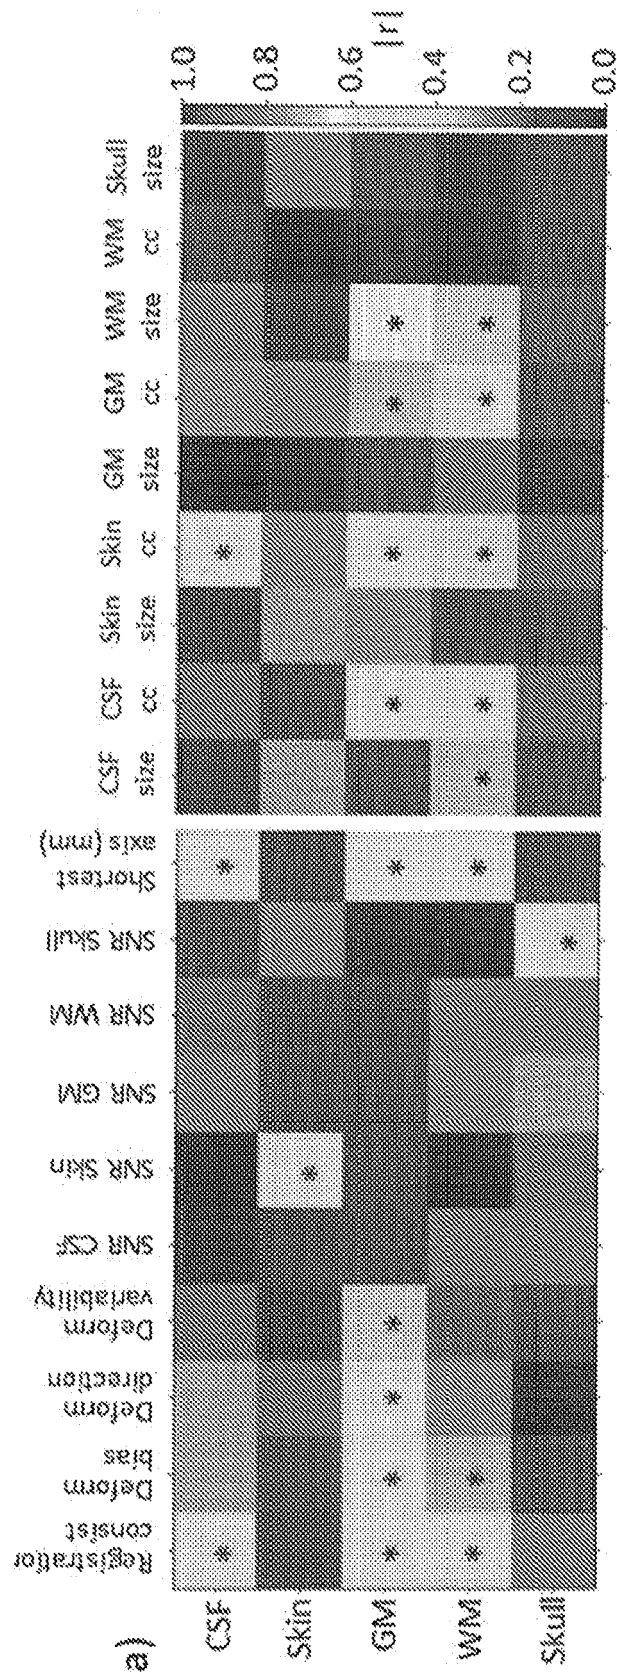 a)
Registration
consist
Deform
bias
Deform
direction
Deform
variability
SNR CSF
SNR Skin
SNR GM
SNR WM
SNR Skull
Shortest
axis (mm)
CSF
size
CSF
cc
Skin
size
Skin
cc
GM
size
GM
cc
WM
size
WM
cc
Skull
size
CSF
*
*
*
Skin
*
GM
*
*
*
*
*
*
*
*
WM
*
*
*
*
*
*
*
*
Skull
*
1.0
0.8
0.6
0.4
0.2
0.0
|r|